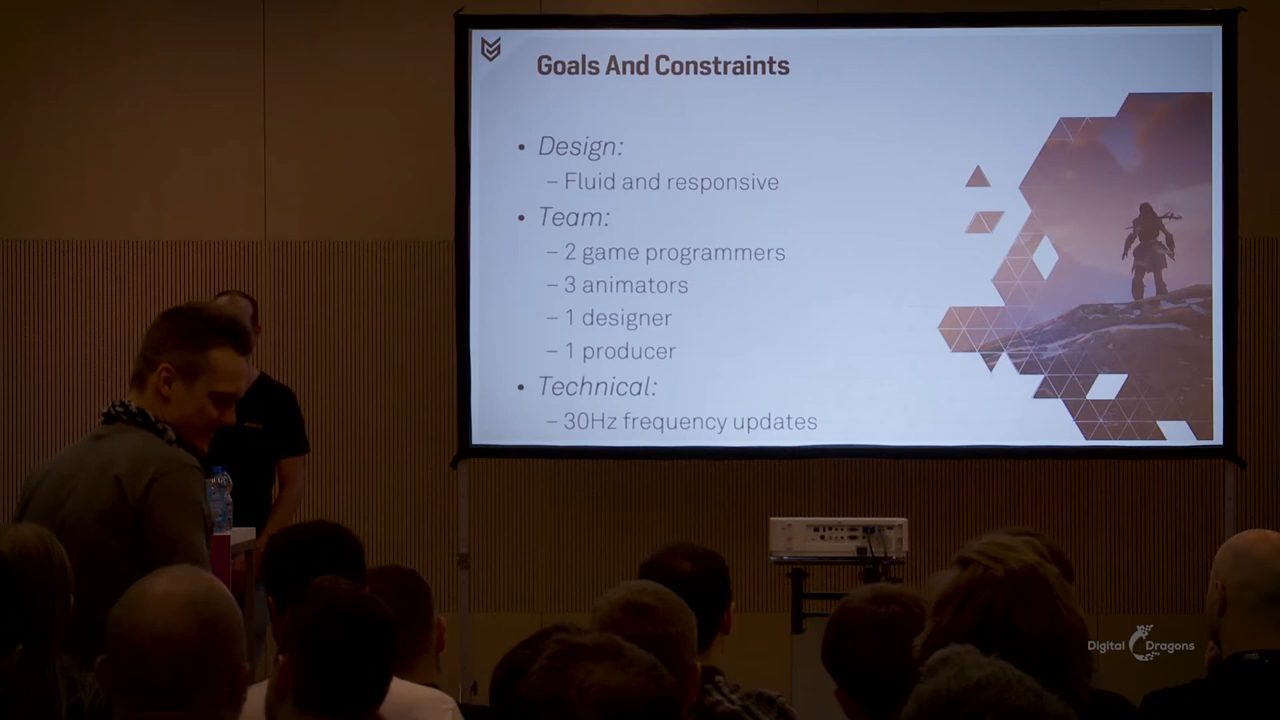 Goals And Constraints
• Design:
– Fluid and responsive
• Team:
– 2 game programmers
– 3 animators
– 1 designer
– 1 producer
• Technical:
– 30Hz frequency updates
Digital Dragons